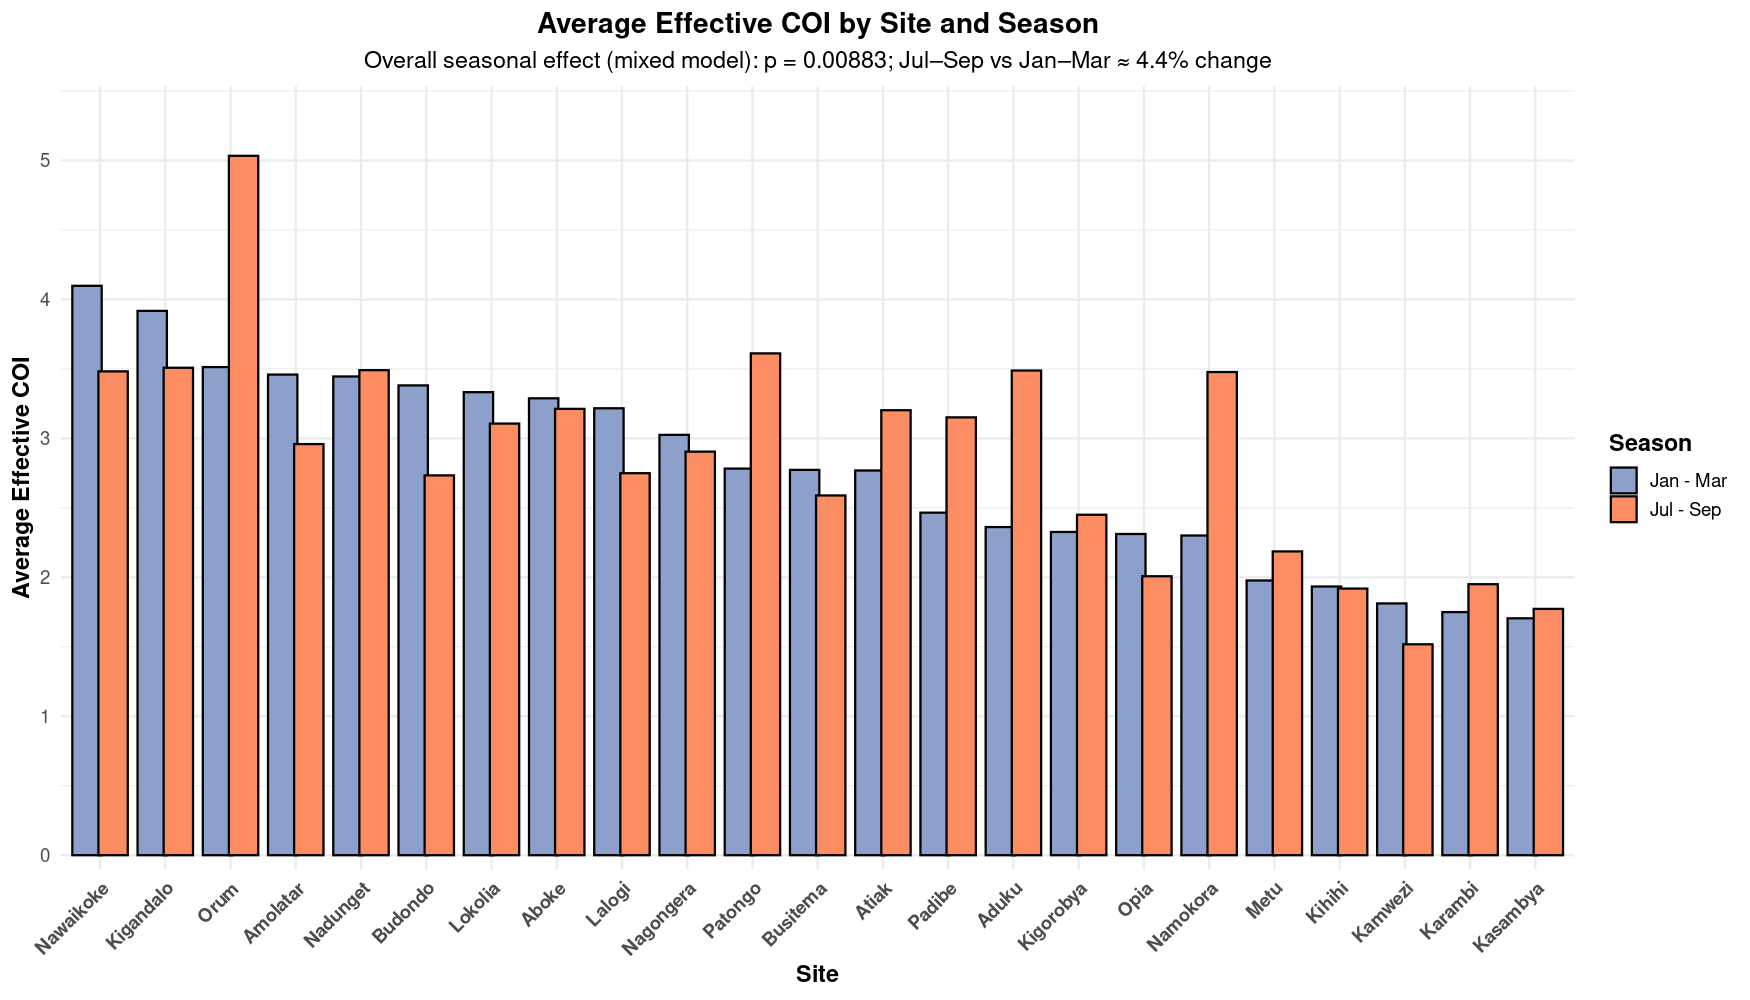 Average Effective COI by Site and Season
Overall seasonal effect (mixed model): p = 0.00883; Jul–Sep vs Jan–Mar ≈ 4.4% change
Average Effective COI
5
4
3
2
1
0
Nawaikoke
Kigandalo
Orum
Amolatar
Nadunget
Budondo
Lokolia
Aboke
Lalogi
Nagongera
Patongo
Busitema
Atiak
Padibe
Aduku
Kigorobya
Opia
Namokora
Metu
Kihihi
Kamwezi
Karambi
Kasambya
Site
Season
Jan - Mar
Jul - Sep